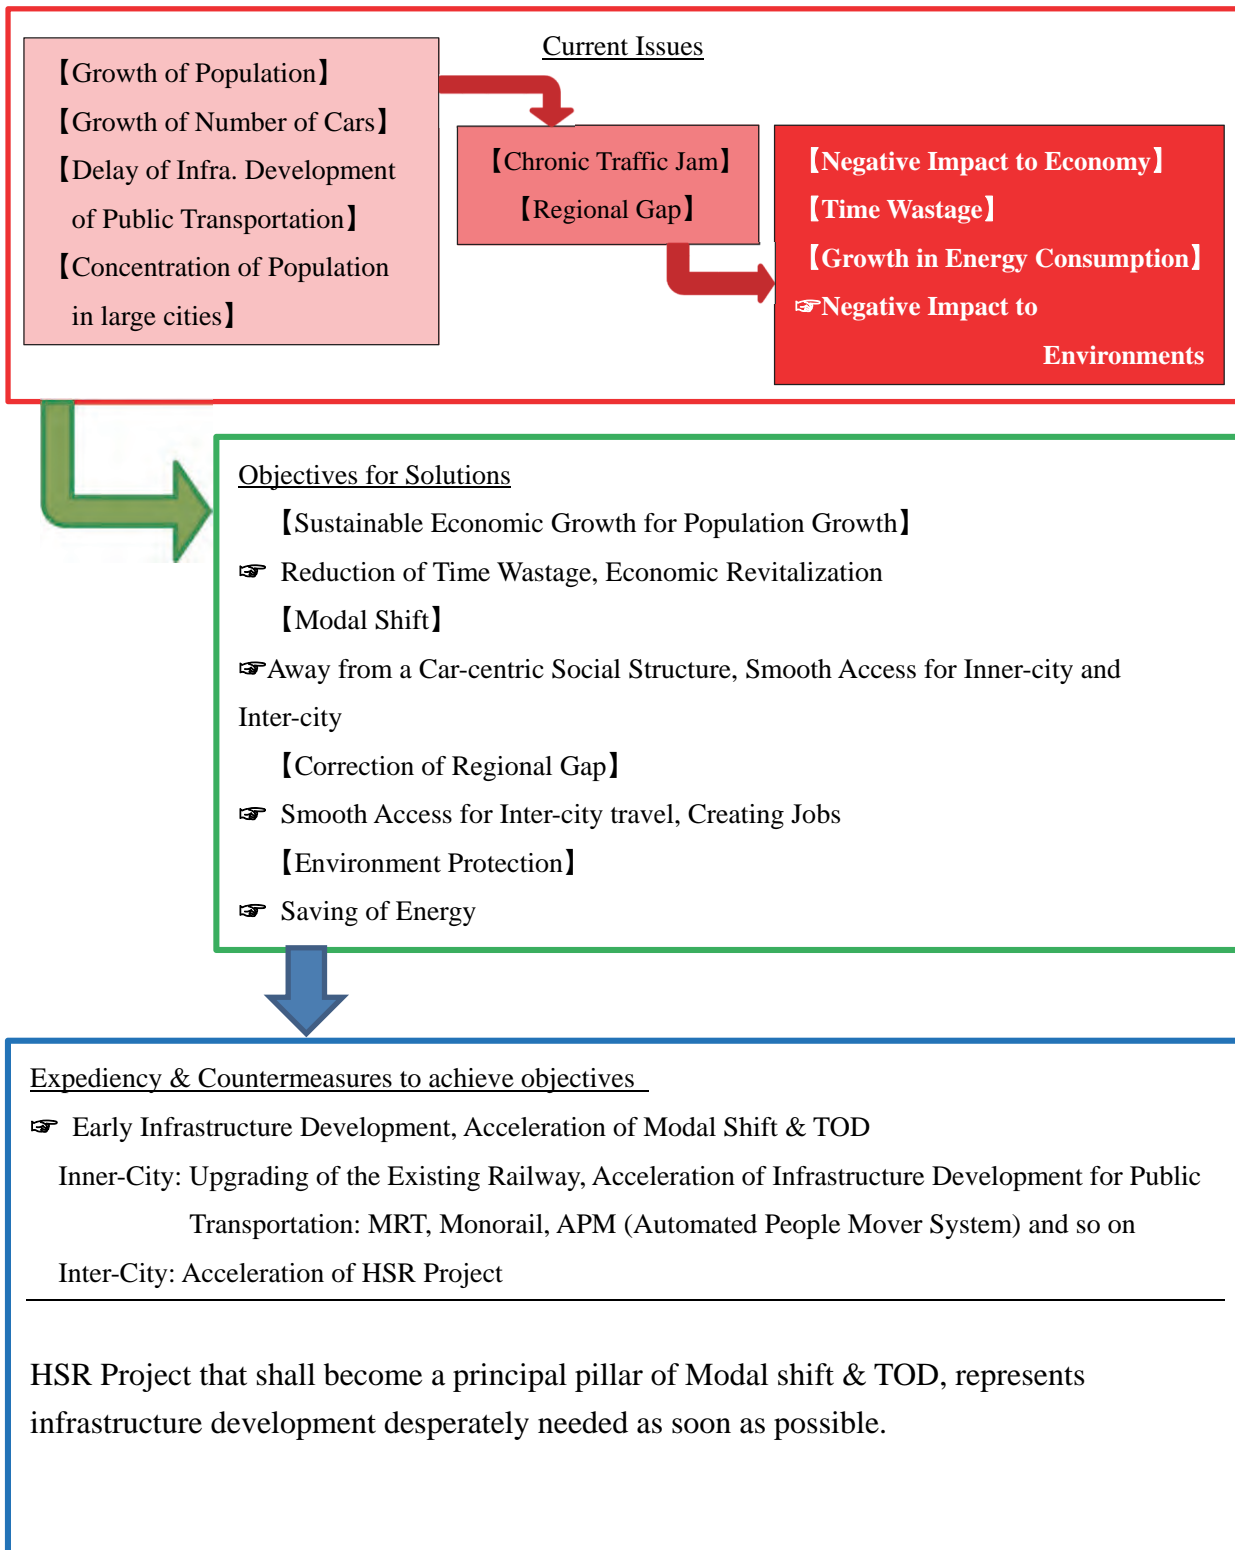 Current Issues
【Growth of Population】
【Growth of Number of Cars】
【Delay of Infra. Development
of Public Transportation】
【Concentration of Population
in large cities】
【Chronic Traffic Jam】
【Regional Gap】
【Negative Impact to Economy】
【Time Wastage】
【Growth in Energy Consumption】
☞Negative Impact to
Environments
Objectives for Solutions
【Sustainable Economic Growth for Population Growth】
☞ Reduction of Time Wastage, Economic Revitalization
【Modal Shift】
☞Away from a Car-centric Social Structure, Smooth Access for Inner-city and
Inter-city
【Correction of Regional Gap】
☞ Smooth Access for Inter-city travel, Creating Jobs
【Environment Protection】
☞ Saving of Energy
Expediency & Countermeasures to achieve objectives
☞ Early Infrastructure Development, Acceleration of Modal Shift & TOD
Inner-City: Upgrading of the Existing Railway, Acceleration of Infrastructure Development for Public
Transportation: MRT, Monorail, APM (Automated People Mover System) and so on
Inter-City: Acceleration of HSR Project
HSR Project that shall become a principal pillar of Modal shift & TOD, represents
infrastructure development desperately needed as soon as possible.